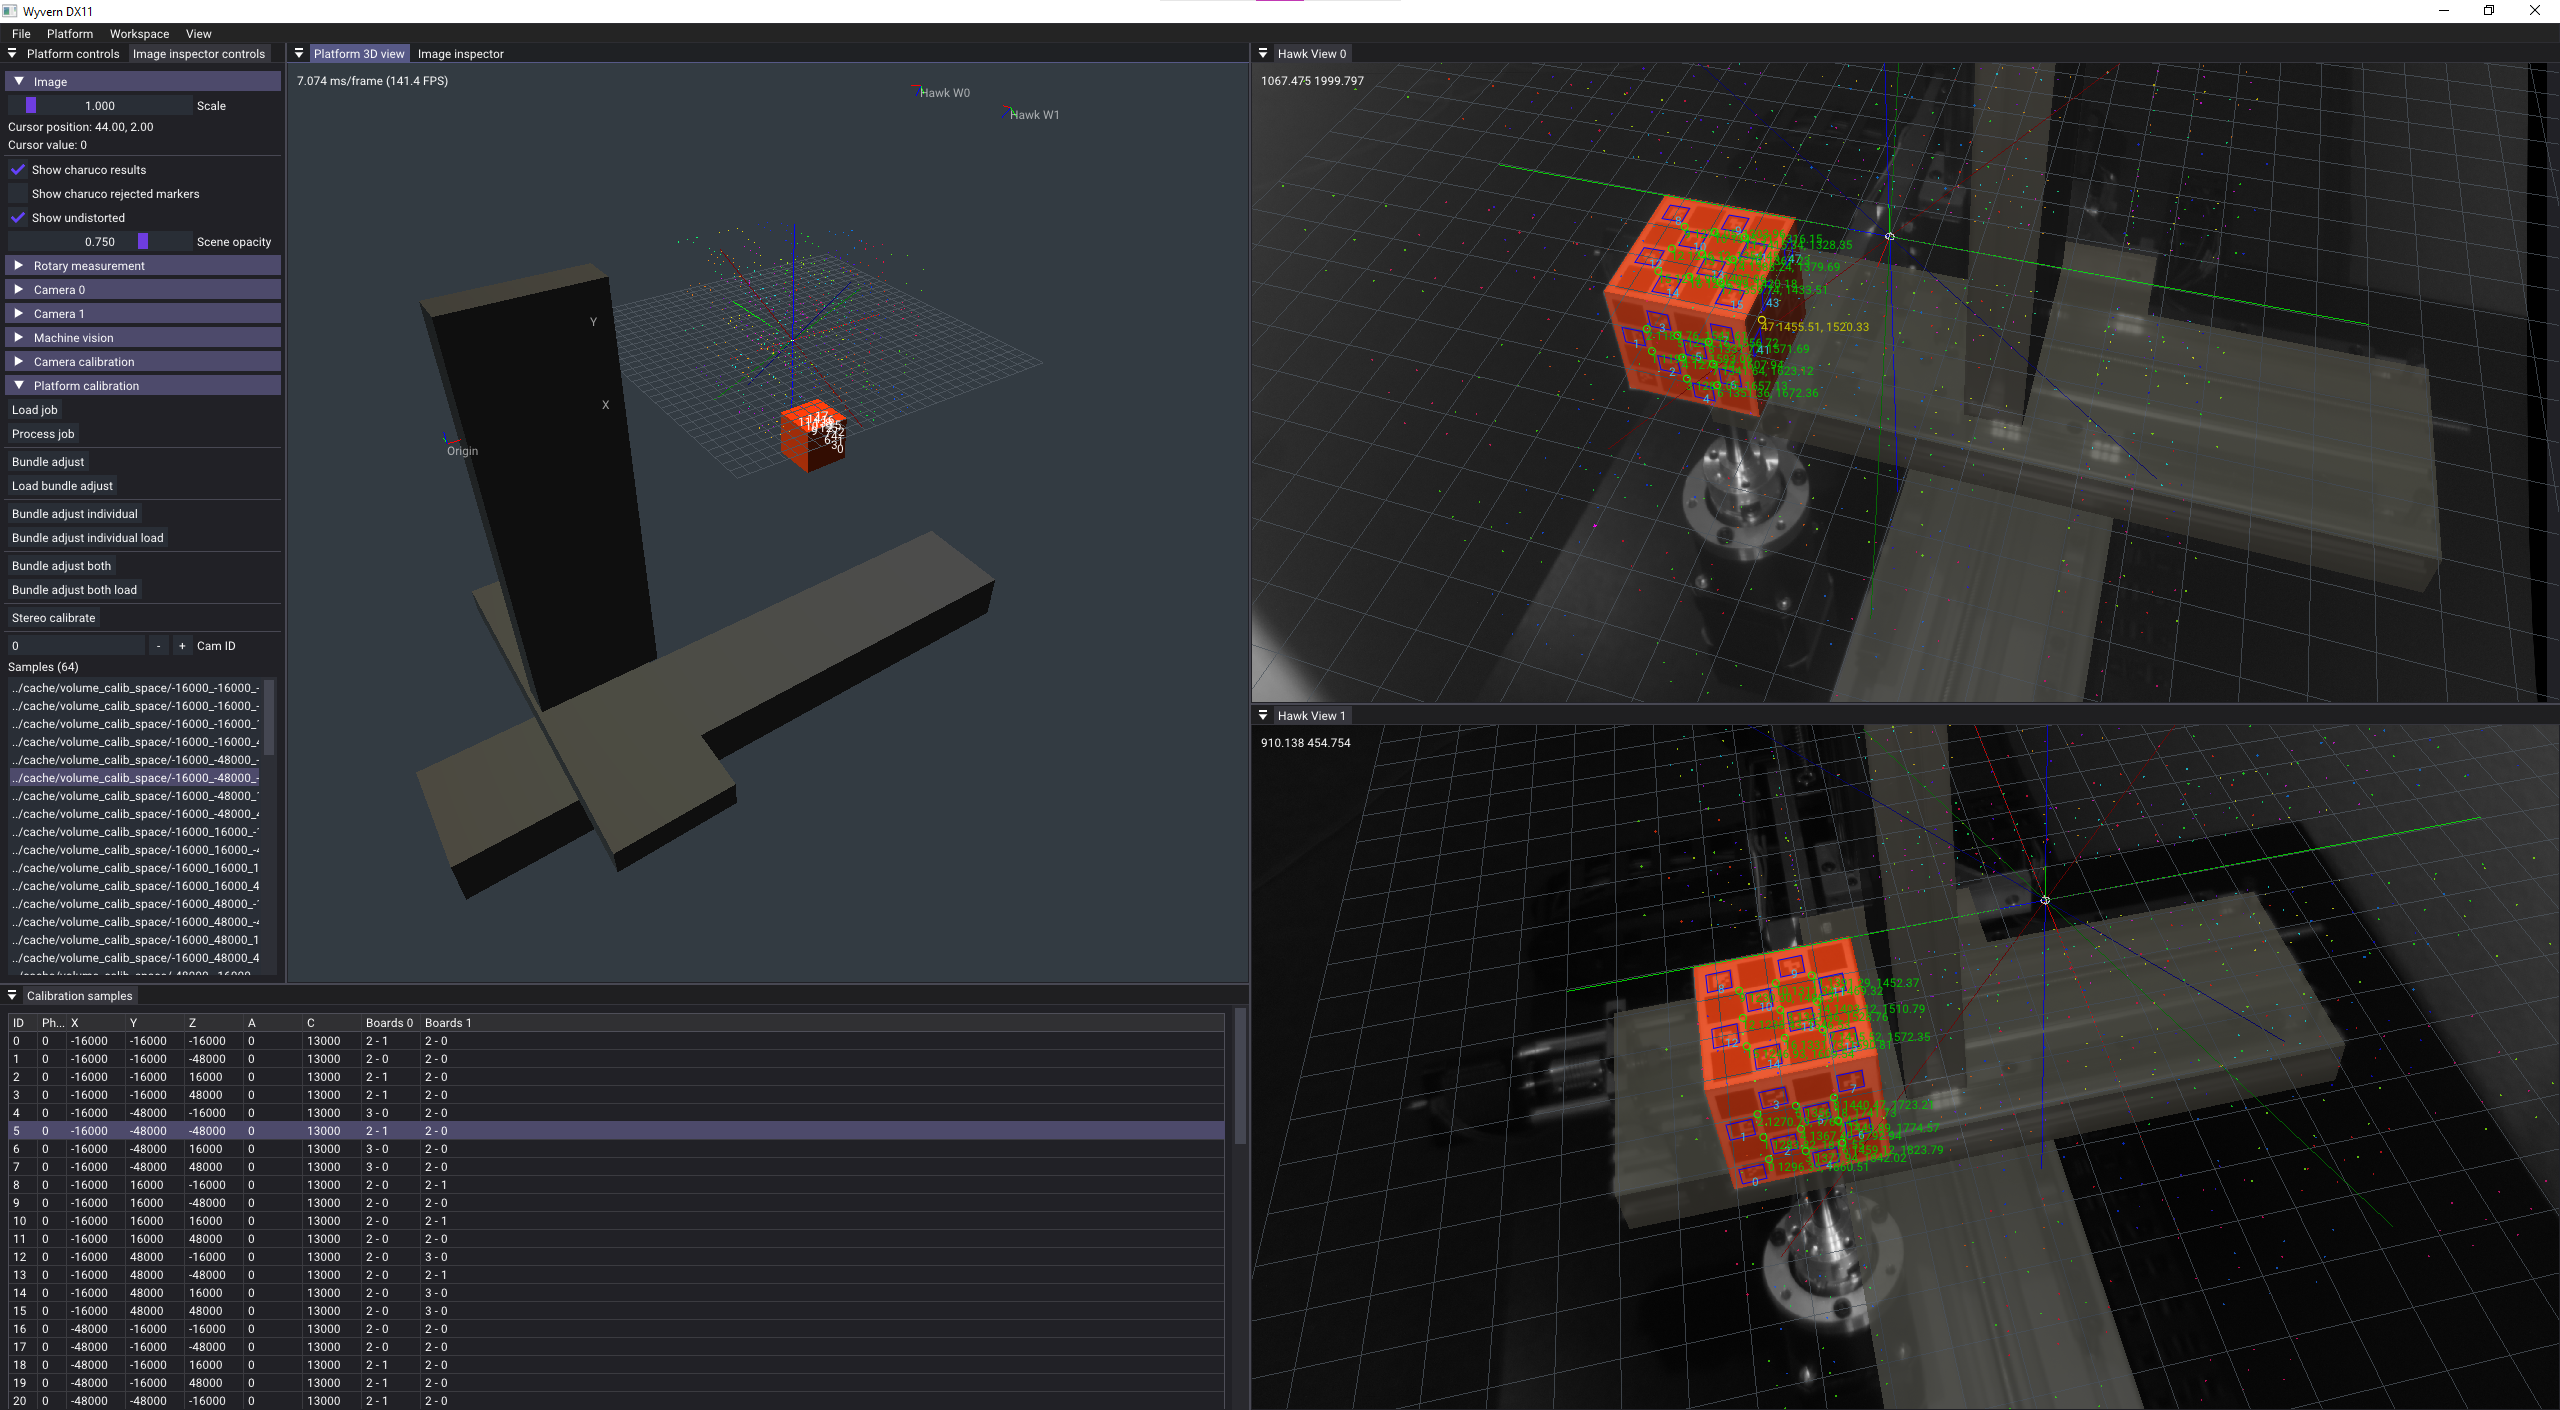 Wyvern DX11
File Platform Workspace View
Platform controls Image inspector controls
Image
1.000 Scale
Cursor position: 44.00, 2.00
Cursor value: 0
Show charuco results
Show charuco rejected markers
Show undistorted
0.750 Scene opacity
Rotary measurement
Camera 0
Camera 1
Machine vision
Camera calibration
Platform calibration
Load job
Process job
Bundle adjust
Load bundle adjust
Bundle adjust individual
Bundle adjust individual load
Bundle adjust both
Bundle adjust both load
Stereo calibrate
0 - + Cam ID
Samples (64)
../cache/volume_calib_space/-16000_-16000_-
../cache/volume_calib_space/-16000_-16000_-
../cache/volume_calib_space/-16000_-16000_1
../cache/volume_calib_space/-16000_-16000_4
../cache/volume_calib_space/-16000_-48000_-
../cache/volume_calib_space/-16000_-48000_-
../cache/volume_calib_space/-16000_-48000_1
../cache/volume_calib_space/-16000_-48000_4
../cache/volume_calib_space/-16000_16000_-1
../cache/volume_calib_space/-16000_16000_-4
../cache/volume_calib_space/-16000_16000_1
../cache/volume_calib_space/-16000_16000_4
../cache/volume_calib_space/-16000_48000_-1
../cache/volume_calib_space/-16000_48000_-4
../cache/volume_calib_space/-16000_48000_1
../cache/volume_calib_space/-16000_48000_4
Platform 3D view Image inspector
7.074 ms/frame (141.4 FPS)
Hawk W0
Hawk W1
Y
X
Origin
Calibration samples
ID Ph... X Y Z A C Boards 0 Boards 1
0 0 -16000 -16000 -16000 0 13000 2 - 1 2 - 0
1 0 -16000 -16000 -48000 0 13000 2 - 0 2 - 0
2 0 -16000 -16000 16000 0 13000 2 - 1 2 - 0
3 0 -16000 -16000 48000 0 13000 2 - 1 2 - 0
4 0 -16000 -48000 -16000 0 13000 3 - 0 2 - 0
5 0 -16000 -48000 -48000 0 13000 2 - 1 2 - 0
6 0 -16000 -48000 16000 0 13000 3 - 0 2 - 0
7 0 -16000 -48000 48000 0 13000 3 - 0 2 - 0
8 0 -16000 16000 -16000 0 13000 2 - 0 2 - 1
9 0 -16000 16000 -48000 0 13000 2 - 0 2 - 0
10 0 -16000 16000 16000 0 13000 2 - 0 2 - 1
11 0 -16000 16000 48000 0 13000 2 - 0 2 - 0
12 0 -16000 48000 -16000 0 13000 2 - 0 3 - 0
13 0 -16000 48000 -48000 0 13000 2 - 0 2 - 1
14 0 -16000 48000 16000 0 13000 2 - 0 3 - 0
15 0 -16000 48000 48000 0 13000 2 - 0 3 - 0
16 0 -48000 -16000 -16000 0 13000 2 - 0 2 - 0
17 0 -48000 -16000 -48000 0 13000 2 - 0 2 - 0
18 0 -48000 -16000 16000 0 13000 2 - 1 2 - 0
19 0 -48000 -16000 48000 0 13000 2 - 1 2 - 0
20 0 -48000 -48000 -16000 0 13000 2 - 1 2 - 0
Hawk View 0
1067.475 1999.797
47 1455.51, 1520.33
Hawk View 1
910.138 454.754